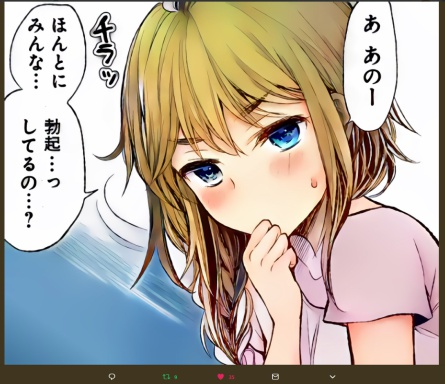 あ あのー
チラッ
ほんとに
みんな…
勃起…っ
してるの…?